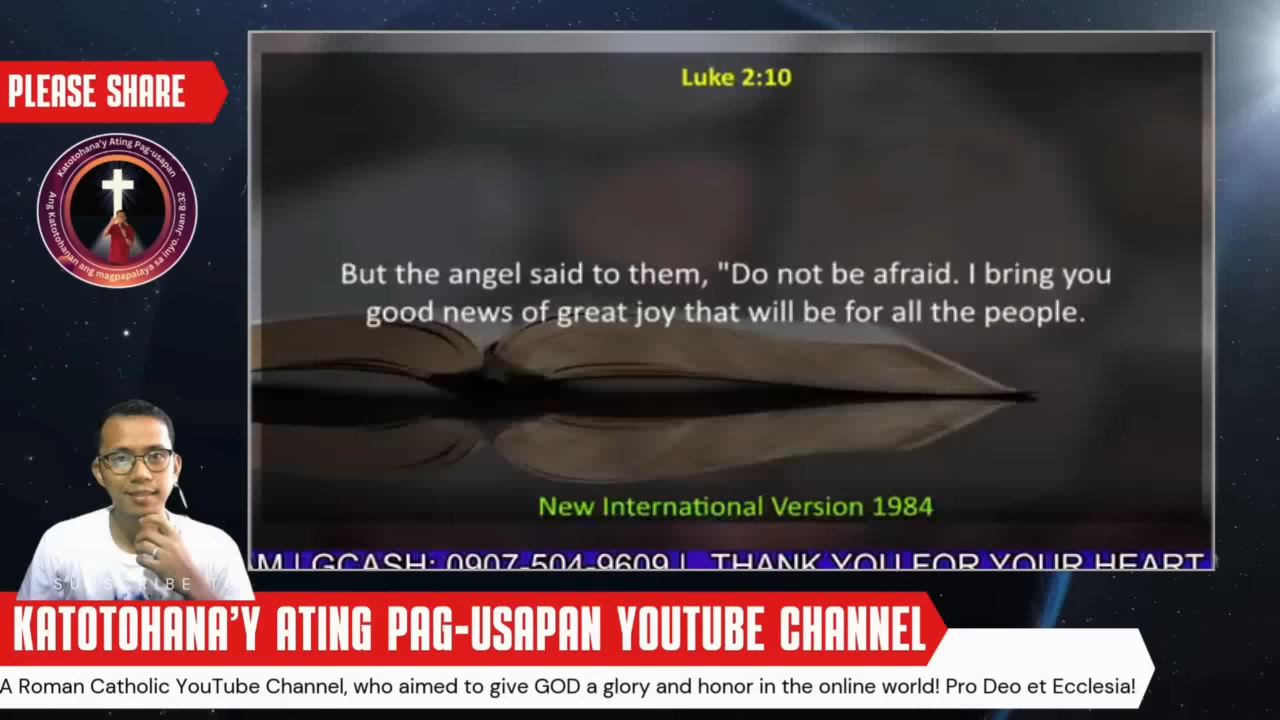 PLEASE SHARE
Katotohana'y Ating Pag-usapan
Ang Katotohanan ang magpapalaya sa inyo. Juan 8:32
Luke 2:10
But the angel said to them, "Do not be afraid. I bring you
good news of great joy that will be for all the people.
New International Version 1984
M | GCASH: 0907-504-9609 | THANK YOU FOR YOUR HEART
SUBSCRIBE TA
KATOTOHANA'Y ATING PAG-USAPAN YOUTUBE CHANNEL
A Roman Catholic YouTube Channel, who aimed to give GOD a glory and honor in the online world! Pro Deo et Ecclesia!